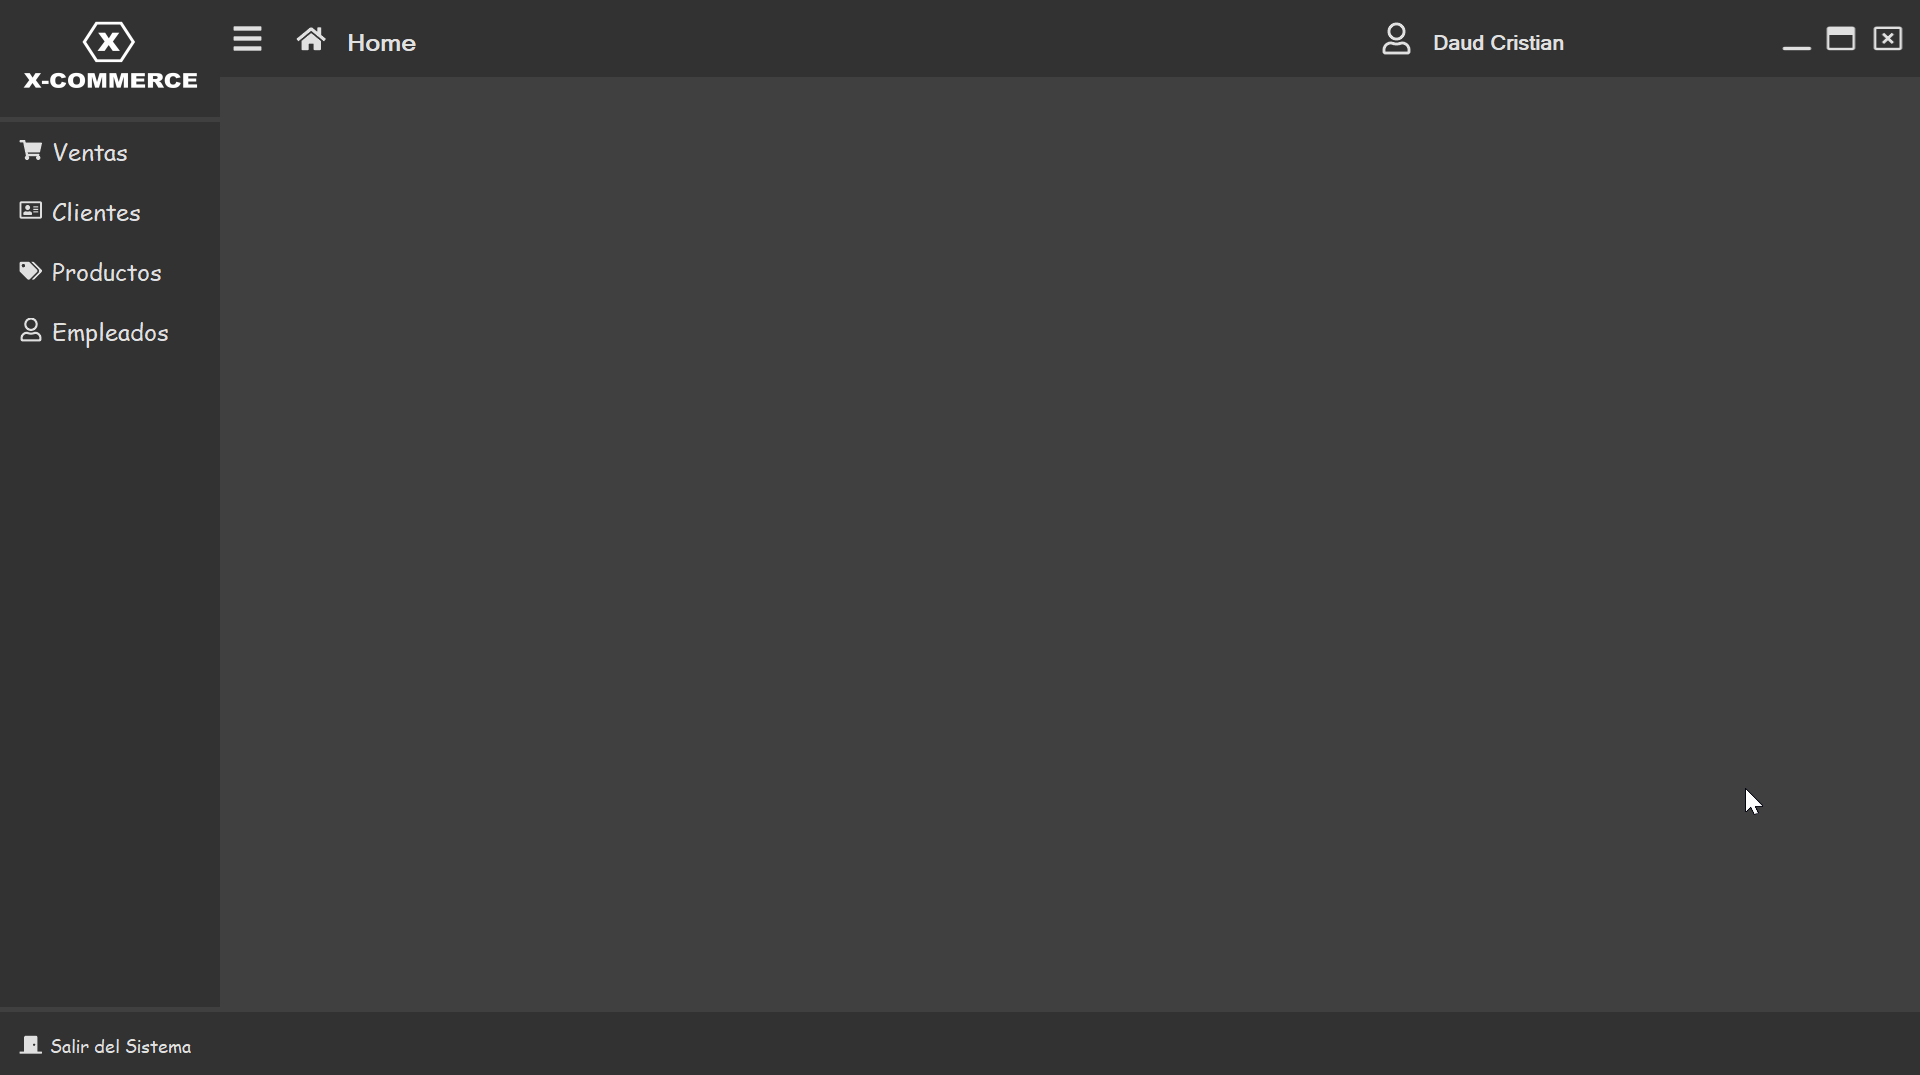 X
X-COMMERCE
Home
Daud Cristian
Ventas
Clientes
Productos
Empleados
Salir del Sistema